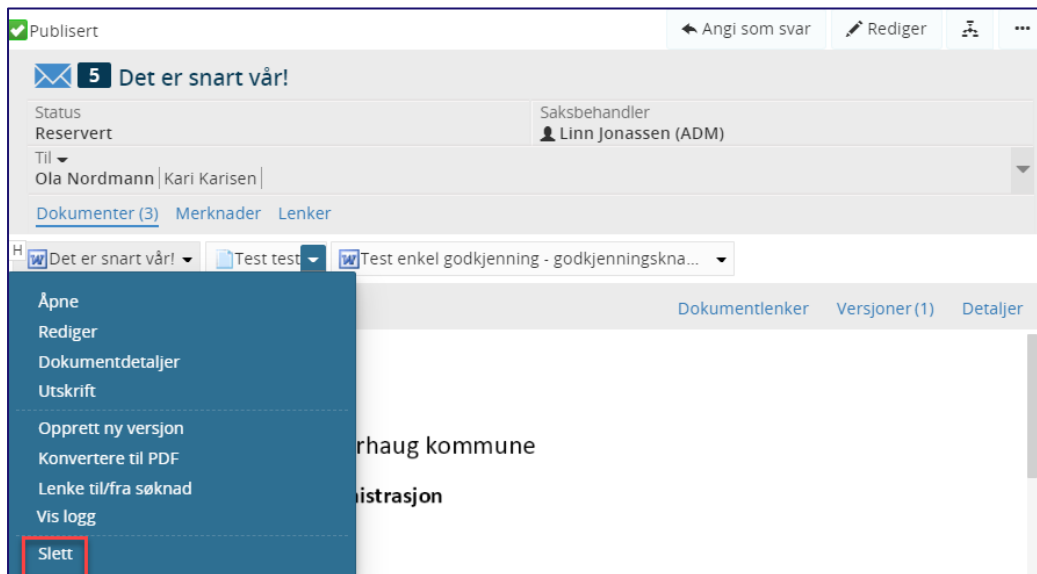 Publisert Angi som svar Rediger
5 Det er snart vår!
Status Saksbehandler
Reservert Linn Jonassen (ADM)
Til
Ola Nordmann Kari Karisen
Dokumenter (3) Merknader Lenker
H Det er snart vår! Test test Test enkel godkjenning - godkjenningskna...
Åpne Dokumentlenker Versjoner (1) Detaljer
Rediger
Dokumentdetaljer
Utskrift
Opprett ny versjon
rhaug kommune
Konvertere til PDF
Lenke til/fra søknad
istrasjon
Vis logg
Slett